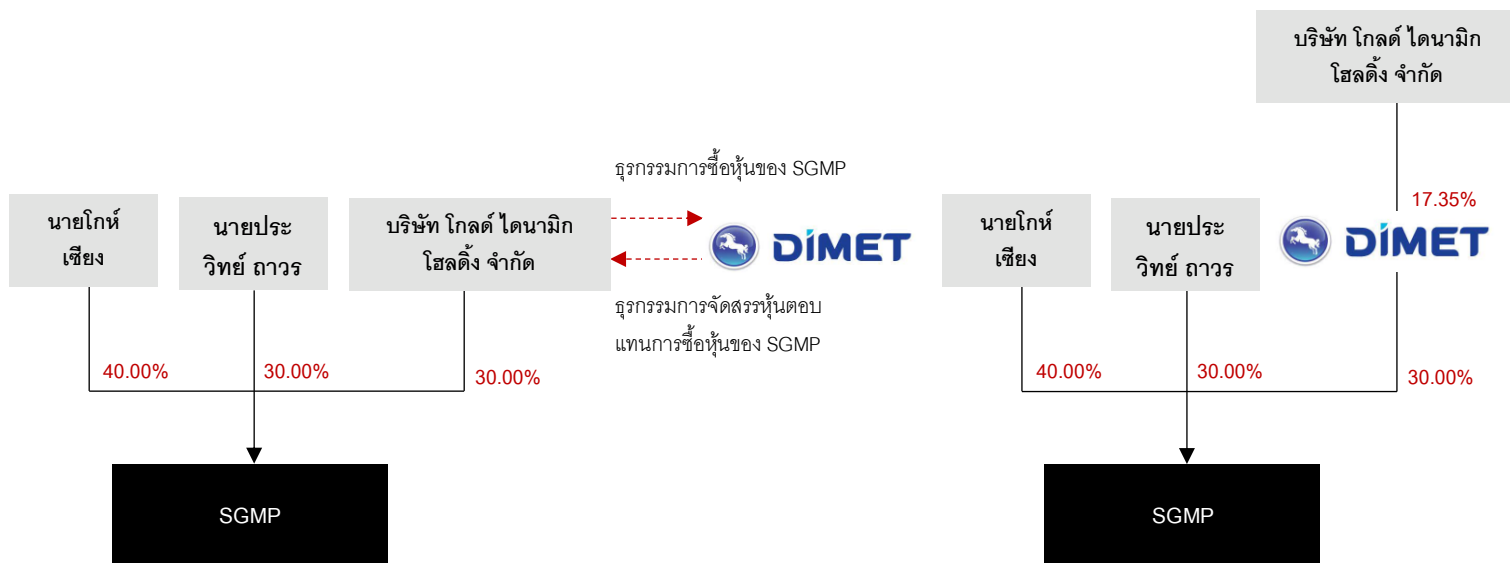 บริษัท โกลด์ ไดนามิก
โฮลดิ้ง จำกัด
ธุรกรรมการซื้อหุ้นของ SGMP
นายโกห์
เซียง
นายประ
วิทย์ ถาวร
บริษัท โกลด์ ไดนามิก
โฮลดิ้ง จำกัด
DIMET
ธุรกรรมการจัดสรรหุ้นตอบ
แทนการซื้อหุ้นของ SGMP
40.00%
30.00%
30.00%
SGMP
นายโกห์
เซียง
นายประ
วิทย์ ถาวร
17.35%
DIMET
40.00%
30.00%
30.00%
SGMP